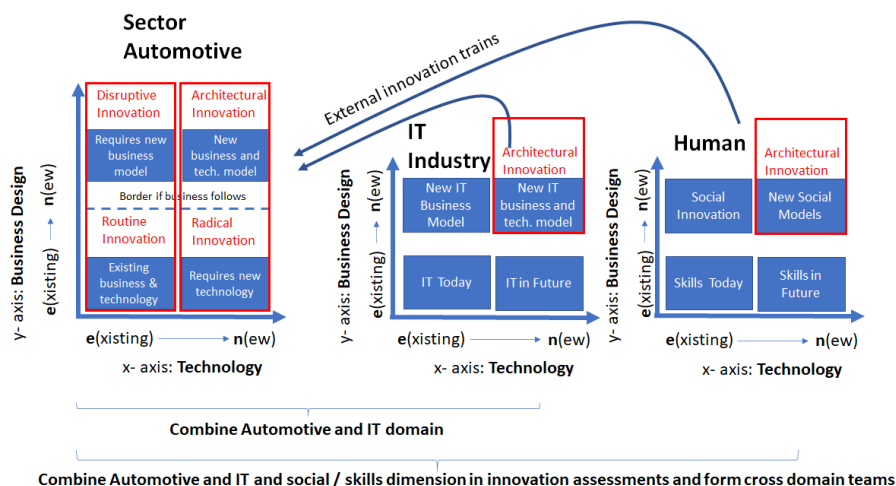 Sector
Automotive
Disruptive
Innovation
Architectural
Innovation
Requires new
business
model
New
business and
tech. model
Border if business follows
Routine
Innovation
Radical
Innovation
Existing
business &
technology
Requires new
technology
y- axis: Business Design
e(xisting)
n(ew)
e(xisting)
n(ew)
x- axis: Technology
External innovation trains
IT
Industry
Architectural
Innovation
New IT
Business
Model
New IT
business and
tech. model
IT Today
IT in Future
y- axis: Business Design
e(xisting)
n(ew)
e(xisting)
n(ew)
x- axis: Technology
Human
Architectural
Innovation
Social
Innovation
New Social
Models
Skills Today
Skills in
Future
y- axis: Business Design
e(xisting)
n(ew)
e(xisting)
n(ew)
x- axis: Technology
Combine Automotive and IT domain
Combine Automotive and IT and social / skills dimension in innovation assessments and form cross domain teams